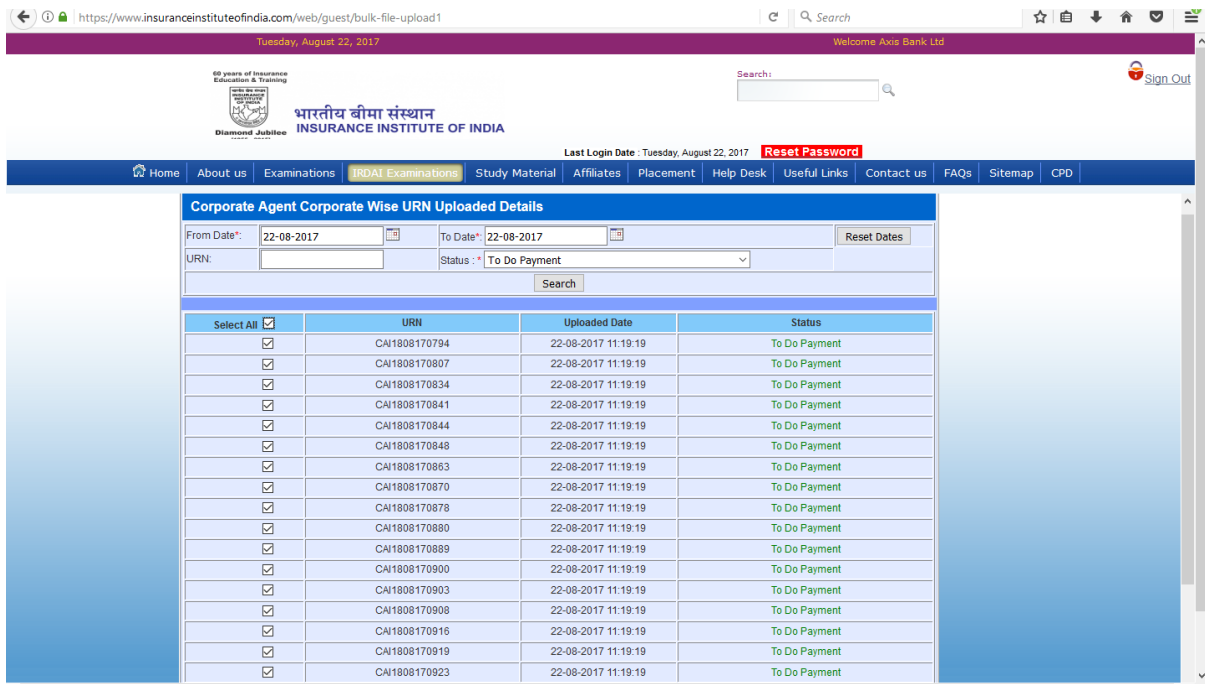 https://www.insuranceinstituteofindia.com/web/guest/bulk-file-upload1 Search
Tuesday, August 22, 2017 Welcome Axis Bank Ltd
60 years of Insurance
Education & Training
INSURANCE
INSTITUTE
OF INDIA
Diamond Jubilee
भारतीय बीमा संस्थान
INSURANCE INSTITUTE OF INDIA
Search:
Sign Out
Last Login Date : Tuesday, August 22, 2017 Reset Password
Home About us Examinations IRDAI Examinations Study Material Affiliates Placement Help Desk Useful Links Contact us FAQs Sitemap CPD
Corporate Agent Corporate Wise URN Uploaded Details
From Date*: 22-08-2017 To Date*: 22-08-2017 Reset Dates
URN: Status : * To Do Payment
Search
Select All URN Uploaded Date Status
CAI1808170794 22-08-2017 11:19:19 To Do Payment
CAI1808170807 22-08-2017 11:19:19 To Do Payment
CAI1808170834 22-08-2017 11:19:19 To Do Payment
CAI1808170841 22-08-2017 11:19:19 To Do Payment
CAI1808170844 22-08-2017 11:19:19 To Do Payment
CAI1808170848 22-08-2017 11:19:19 To Do Payment
CAI1808170863 22-08-2017 11:19:19 To Do Payment
CAI1808170870 22-08-2017 11:19:19 To Do Payment
CAI1808170878 22-08-2017 11:19:19 To Do Payment
CAI1808170880 22-08-2017 11:19:19 To Do Payment
CAI1808170889 22-08-2017 11:19:19 To Do Payment
CAI1808170900 22-08-2017 11:19:19 To Do Payment
CAI1808170903 22-08-2017 11:19:19 To Do Payment
CAI1808170908 22-08-2017 11:19:19 To Do Payment
CAI1808170916 22-08-2017 11:19:19 To Do Payment
CAI1808170919 22-08-2017 11:19:19 To Do Payment
CAI1808170923 22-08-2017 11:19:19 To Do Payment